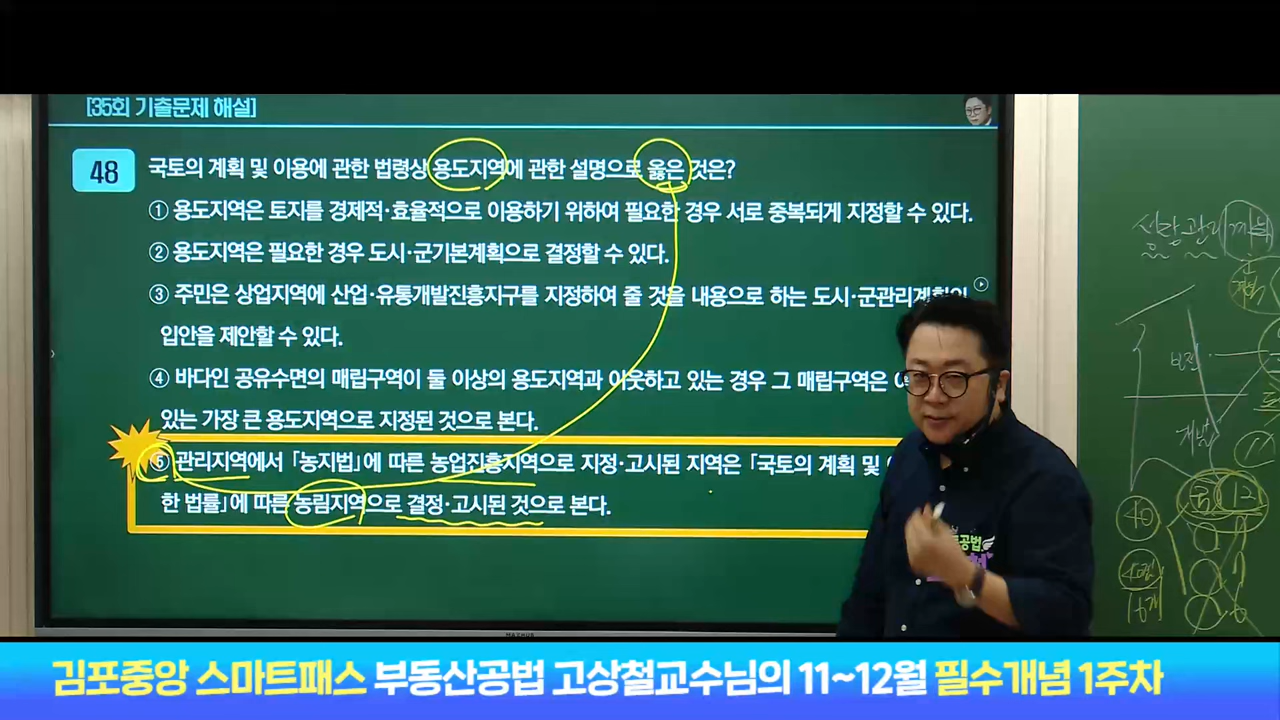 [35회 기출문제 해설]
48 국토의 계획 및 이용에 관한 법령상 용도지역에 관한 설명으로 옳은 것은?
① 용도지역은 토지를 경제적·효율적으로 이용하기 위하여 필요한 경우 서로 중복되게 지정할 수 있다.
② 용도지역은 필요한 경우 도시·군기본계획으로 결정할 수 있다.
③ 주민은 상업지역에 산업·유통개발진흥지구를 지정하여 줄 것을 내용으로 하는 도시·군관리계획의
입안을 제안할 수 있다.
④ 바다인 공유수면의 매립구역이 둘 이상의 용도지역과 이웃하고 있는 경우 그 매립구역은
있는 가장 큰 용도지역으로 지정된 것으로 본다.
⑤ 관리지역에서 「농지법」에 따른 농업진흥지역으로 지정·고시된 지역은 「국토의 계획 및
한 법률」에 따른 농림지역으로 결정·고시된 것으로 본다.
공법
40
12
16개
김포중앙 스마트패스 부동산공법 고상철교수님의 11~12월 필수개념 1주차